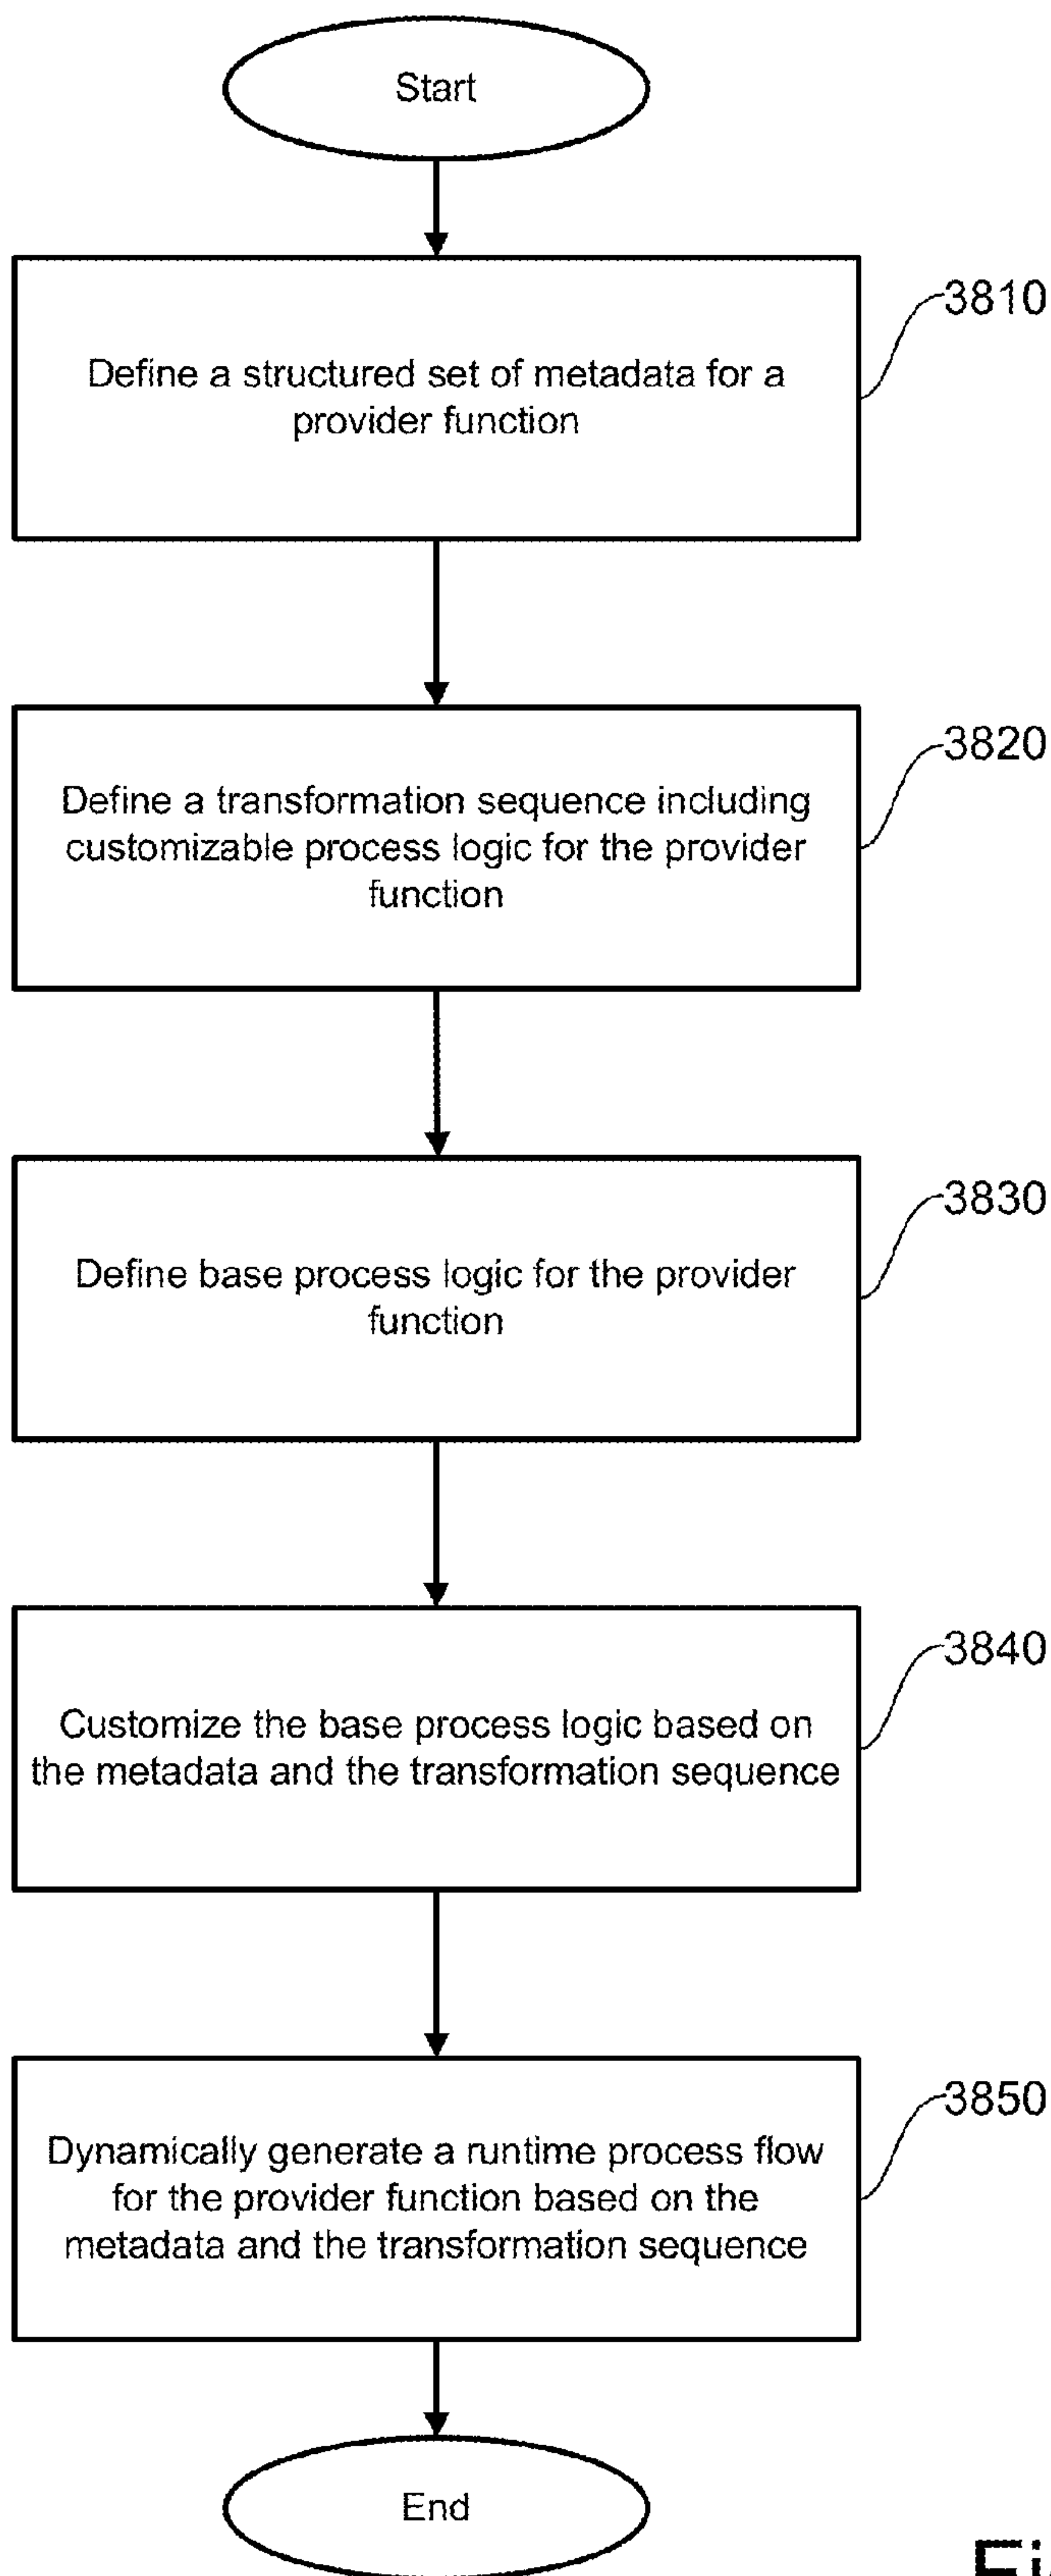 Start
3810
Define a structured set of metadata for a
provider function
3820
Define a transformation sequence including
customizable process logic for the provider
function
3830
Define base process logic for the provider
function
3840
Customize the base process logic based on
the metadata and the transformation sequence
3850
Dynamically generate a runtime process flow
for the provider function based on the
metadata and the transformation sequence
End